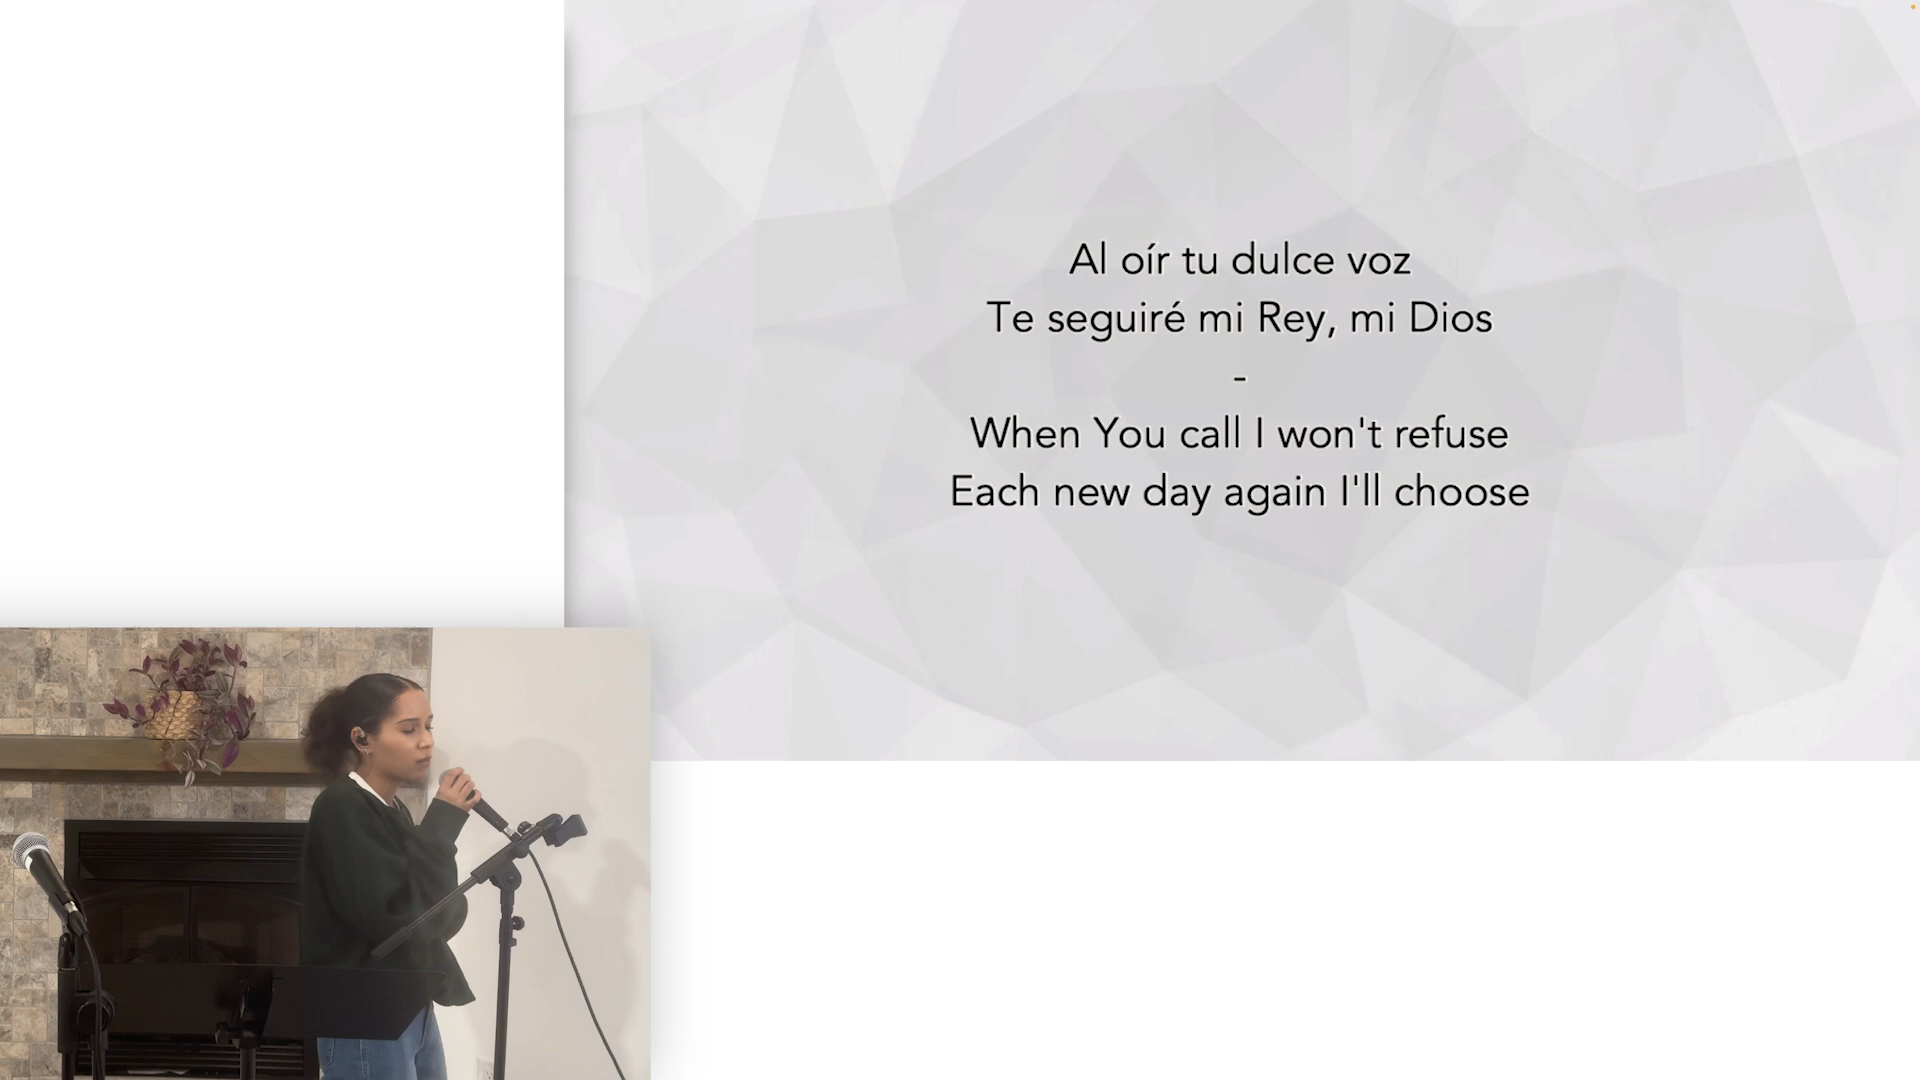 Al oír tu dulce voz
Te seguiré mi Rey, mi Dios
-
When You call I won't refuse
Each new day again I'll choose